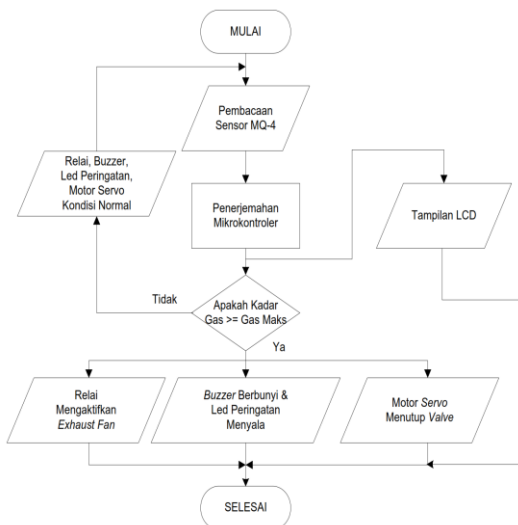 MULAI
Pembacaan
Sensor MQ-4
Relai, Buzzer,
Led Peringatan,
Motor Servo
Kondisi Normal
Penerjemahan
Mikrokontroler
Tampilan LCD
Tidak
Apakah Kadar
Gas >= Gas Maks
Ya
Relai
Mengaktifkan
Exhaust Fan
Buzzer Berbunyi &
Led Peringatan
Menyala
Motor Servo
Menutup Valve
SELESAI